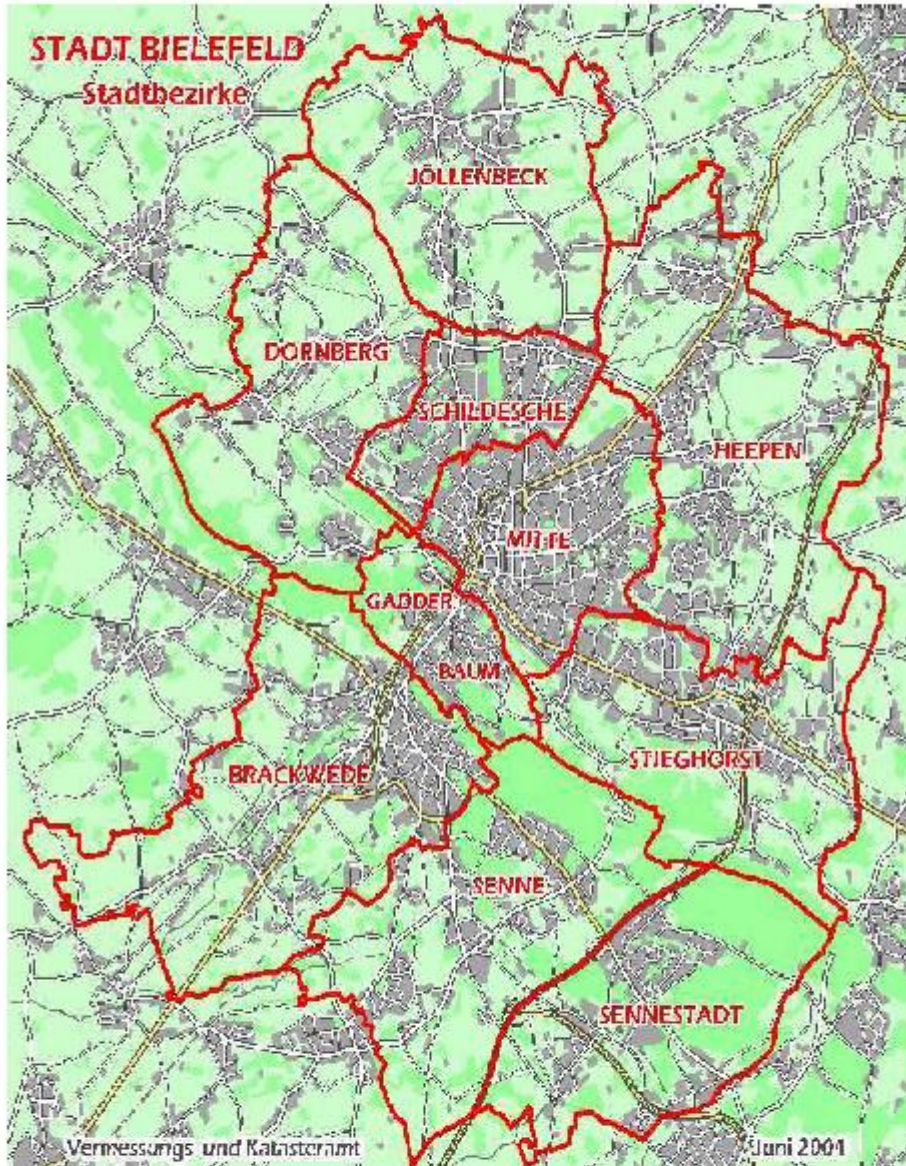 STADT BIELEFELD
Stadtbezirke
JÖLLENBECK
DORNBERG
SCHILDESCHE
HEEPEN
MITTE
GADDER
BAUM
STIEGHORST
BRACKWEDE
SENNE
SENNESTADT
Vermessungs- und Katasteramt
Juni 2004